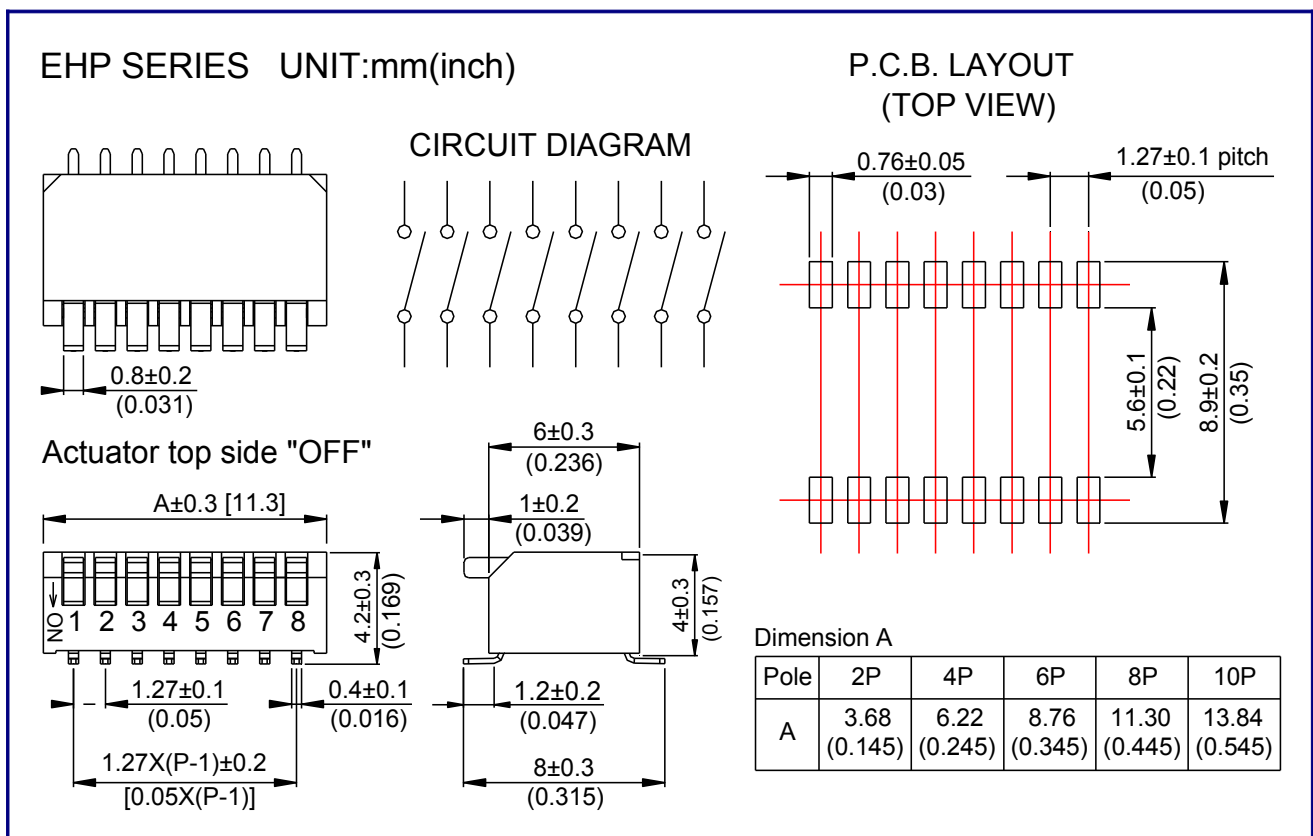 EHP SERIES UNIT:mm(inch)
P.C.B. LAYOUT
(TOP VIEW)
CIRCUIT DIAGRAM
0.76±0.05
(0.03)
1.27±0.1 pitch
(0.05)
5.6±0.1
(0.22)
8.9±0.2
(0.35)
0.8±0.2
(0.031)
Actuator top side "OFF"
A±0.3 [11.3]
NO
1 2 3 4 5 6 7 8
4.2±0.3
(0.169)
1.27±0.1
(0.05)
0.4±0.1
(0.016)
1.27X(P-1)±0.2
[0.05X(P-1)]
6±0.3
(0.236)
1±0.2
(0.039)
4±0.3
(0.157)
1.2±0.2
(0.047)
8±0.3
(0.315)
Dimension A
Pole 2P 4P 6P 8P 10P
A 3.68 6.22 8.76 11.30 13.84
(0.145) (0.245) (0.345) (0.445) (0.545)